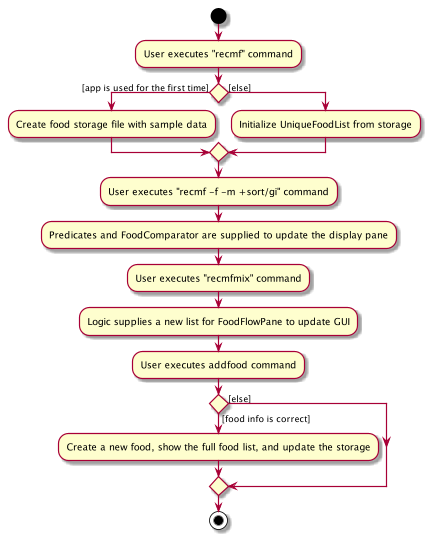 User executes "recmf" command
[app is used for the first time]
[else]
Create food storage file with sample data
Initialize UniqueFoodList from storage
User executes "recmf -f -m +sort/gi" command
Predicates and FoodComparator are supplied to update the display pane
User executes "recmfmix" command
Logic supplies a new list for FoodFlowPane to update GUI
User executes addfood command
[else]
[food info is correct]
Create a new food, show the full food list, and update the storage